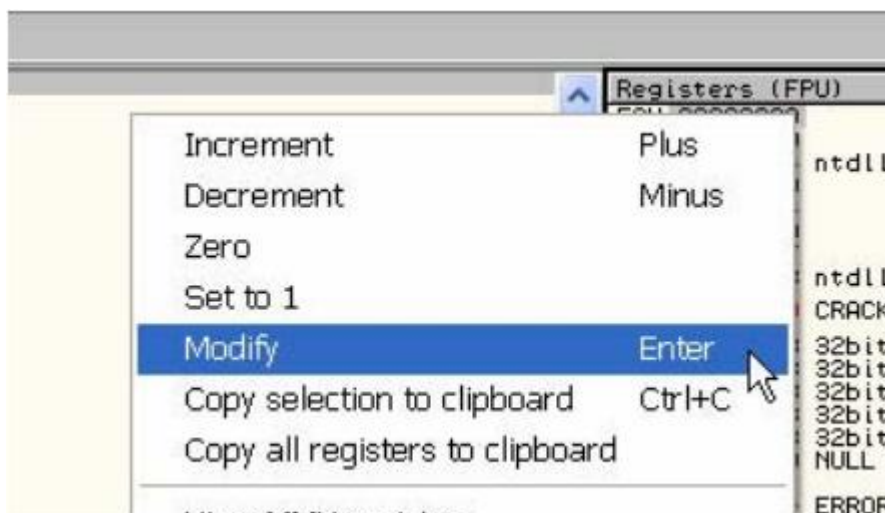 Registers (FPU)
Increment Plus
ntdll
Decrement Minus
Zero
ntdll
Set to 1
CRACK
Modify Enter
32bit
32bit
Copy selection to clipboard Ctrl+C
32bit
32bit
32bit
Copy all registers to clipboard
NULL
ERROR